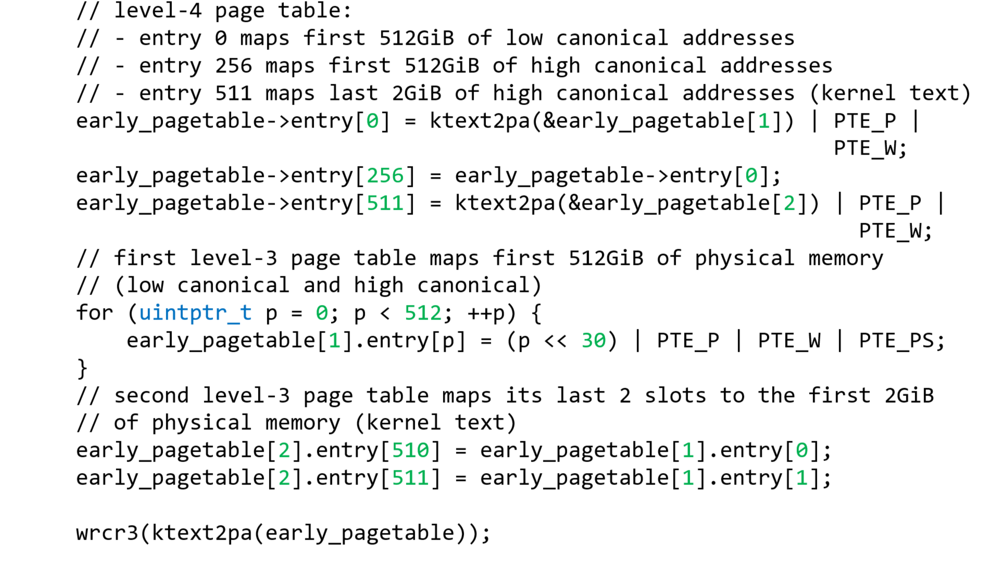 // level-4 page table:
// - entry 0 maps first 512GiB of low canonical addresses
// - entry 256 maps first 512GiB of high canonical addresses
// - entry 511 maps last 2GiB of high canonical addresses (kernel text)
early_pagetable->entry[0] = ktext2pa(&early_pagetable[1]) | PTE_P |
PTE_W;
early_pagetable->entry[256] = early_pagetable->entry[0];
early_pagetable->entry[511] = ktext2pa(&early_pagetable[2]) | PTE_P |
PTE_W;
// first level-3 page table maps first 512GiB of physical memory
// (low canonical and high canonical)
for (uintptr_t p = 0; p < 512; ++p) {
    early_pagetable[1].entry[p] = (p << 30) | PTE_P | PTE_W | PTE_PS;
}
// second level-3 page table maps its last 2 slots to the first 2GiB
// of physical memory (kernel text)
early_pagetable[2].entry[510] = early_pagetable[1].entry[0];
early_pagetable[2].entry[511] = early_pagetable[1].entry[1];
wrcr3(ktext2pa(early_pagetable));